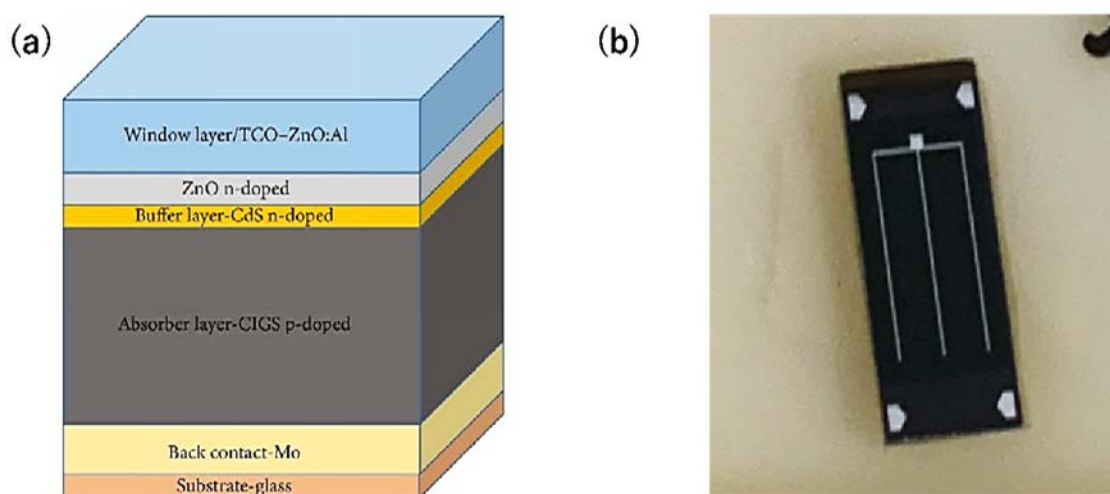 (a)
Window layer/TCO–ZnO:Al
ZnO n-doped
Buffer layer-CdS n-doped
Absorber layer-CIGS p-doped
Back contact-Mo
Substrate-glass
(b)